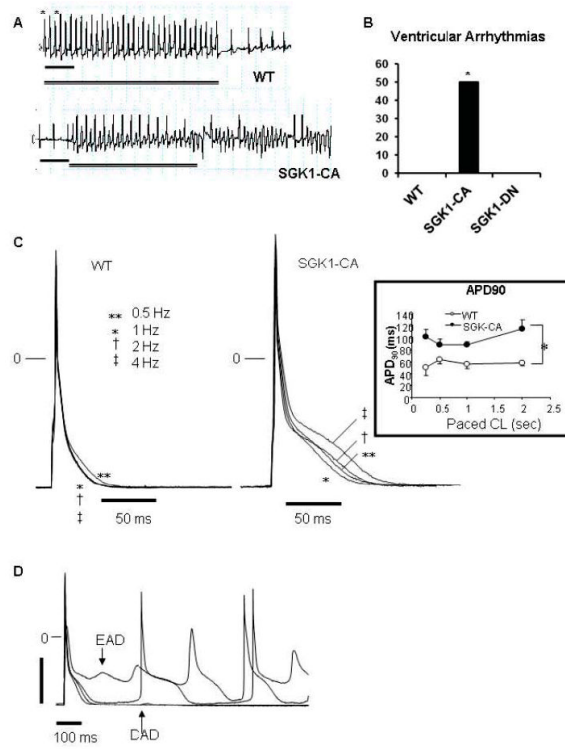 A
* *
WT
SGK1-CA
B
Ventricular Arrhythmias
60
50
40
30
20
10
0
*
WT
SGK1-CA
SGK1-DN
C
WT
** 0.5 Hz
* 1 Hz
† 2 Hz
‡ 4 Hz
0
**
*
†
‡
50 ms
SGK1-CA
0
‡
†
**
*
50 ms
APD90
WT
SGK-CA
APD90(ms)
140
120
100
80
60
40
20
0
*
0 0.5 1 1.5 2 2.5
Paced CL (sec)
D
0
EAD
DAD
100 ms